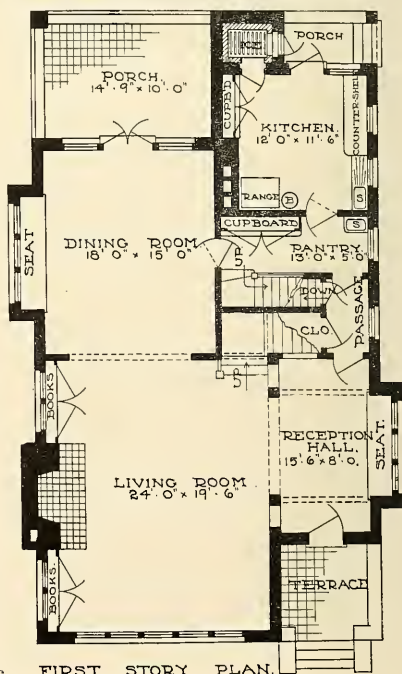 ICE
PORCH
PORCH.
14'-9" x 10'-0"
CUPB'D
KITCHEN.
12'0" x 11'-6"
COUNTER-SHELF
RANGE
B
S
CUPBOARD
S
SEAT
DINING ROOM
18'0" x 15'0"
PANTRY
13'0" x 5'0"
UP
DOWN
PASSAGE
CLO.
UP
BOOKS
RECEPTION
HALL.
15'6" x 8'0.
SEAT.
LIVING ROOM
24'0" x 19'6"
BOOKS.
TERRACE
FIRST STORY PLAN.